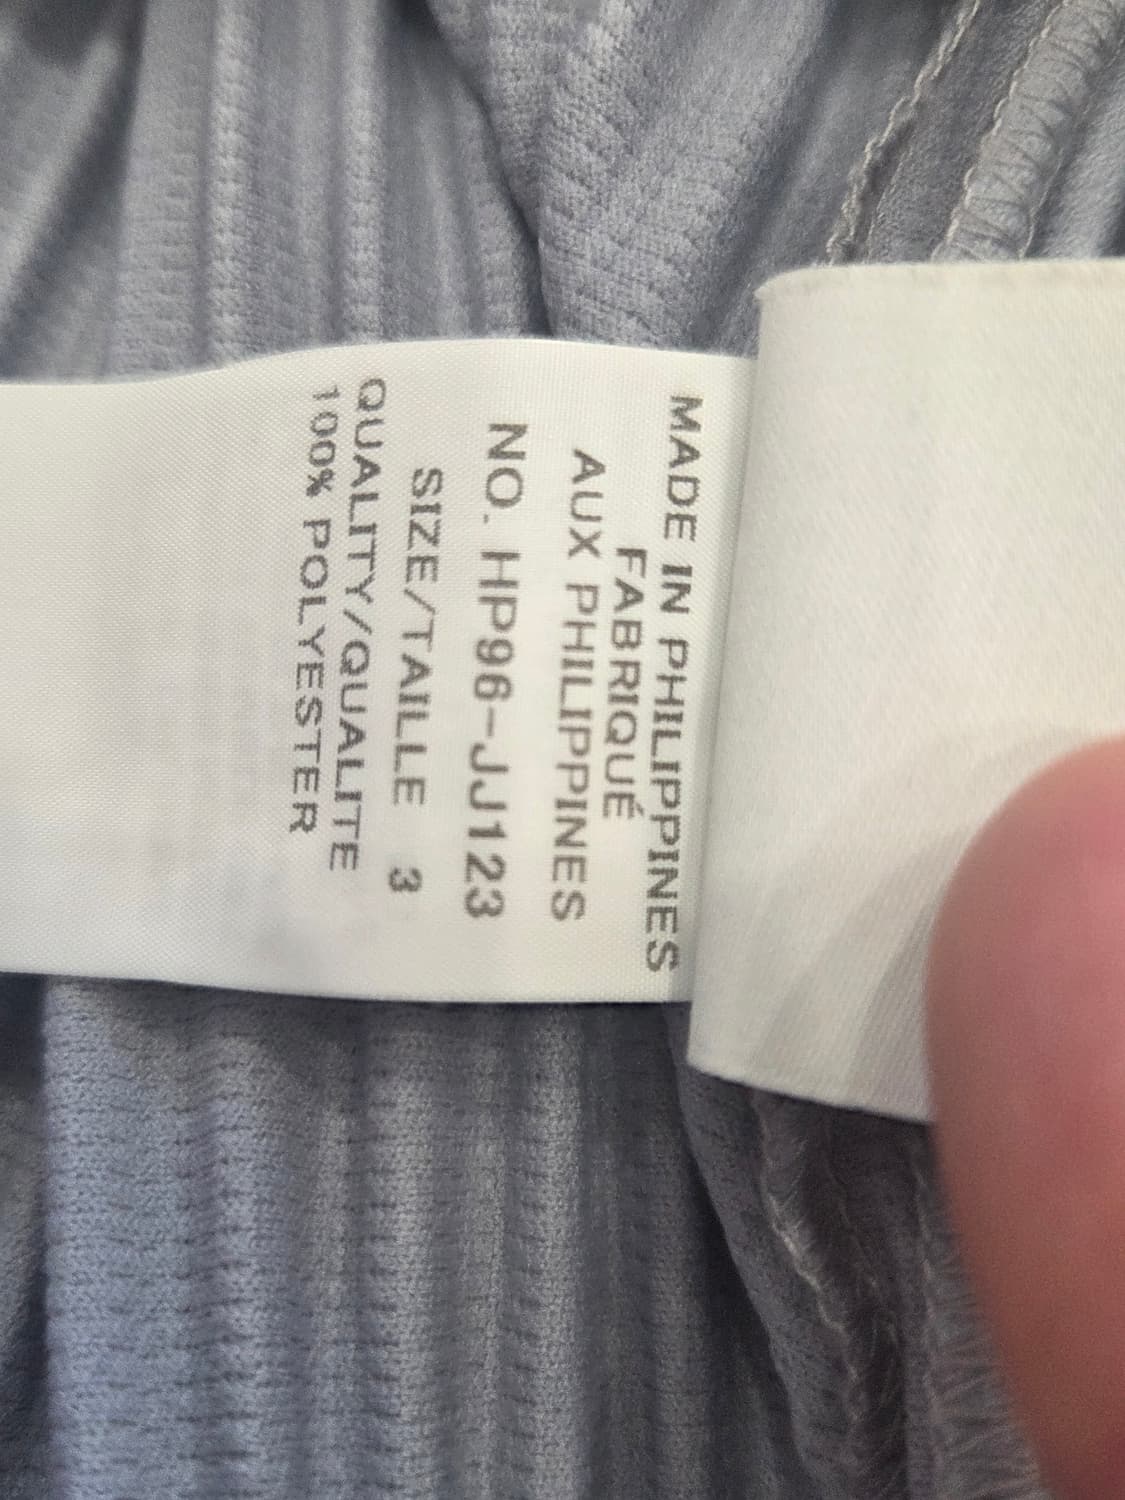 MADE IN PHILIPPINES
FABRIQUÉ
AUX PHILIPPINES
NO. HP96-JJ123
SIZE/TAILLE 3
QUALITY/QUALITE
100% POLYESTER